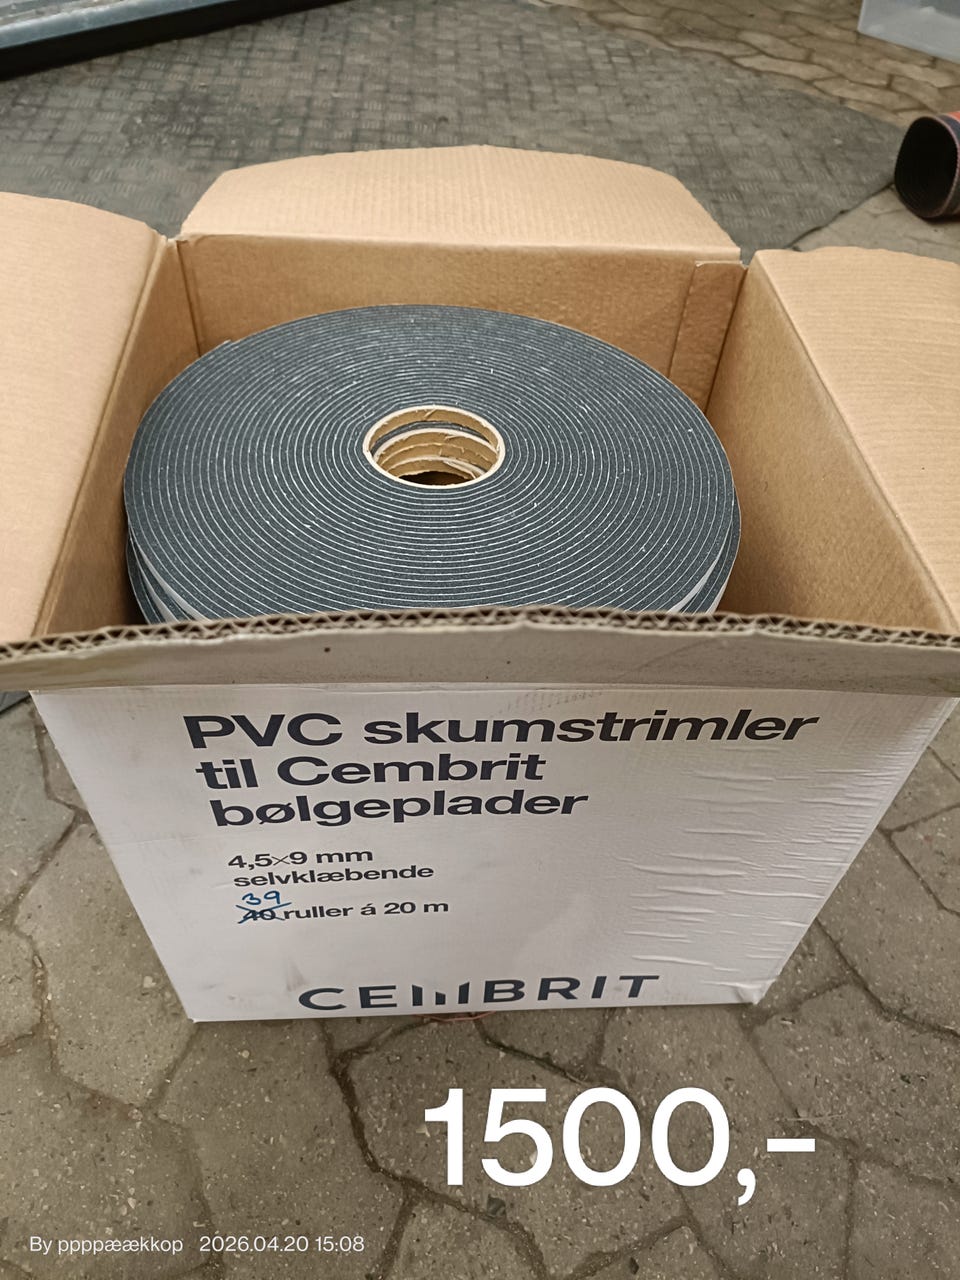 PVC skumstrimler
til Cembrit
bølgeplader
4,5×9 mm
selvklæbende
39
40 ruller á 20 m
CEMBRIT
1500,-
By ppppæækkop 2026.04.20 15:08